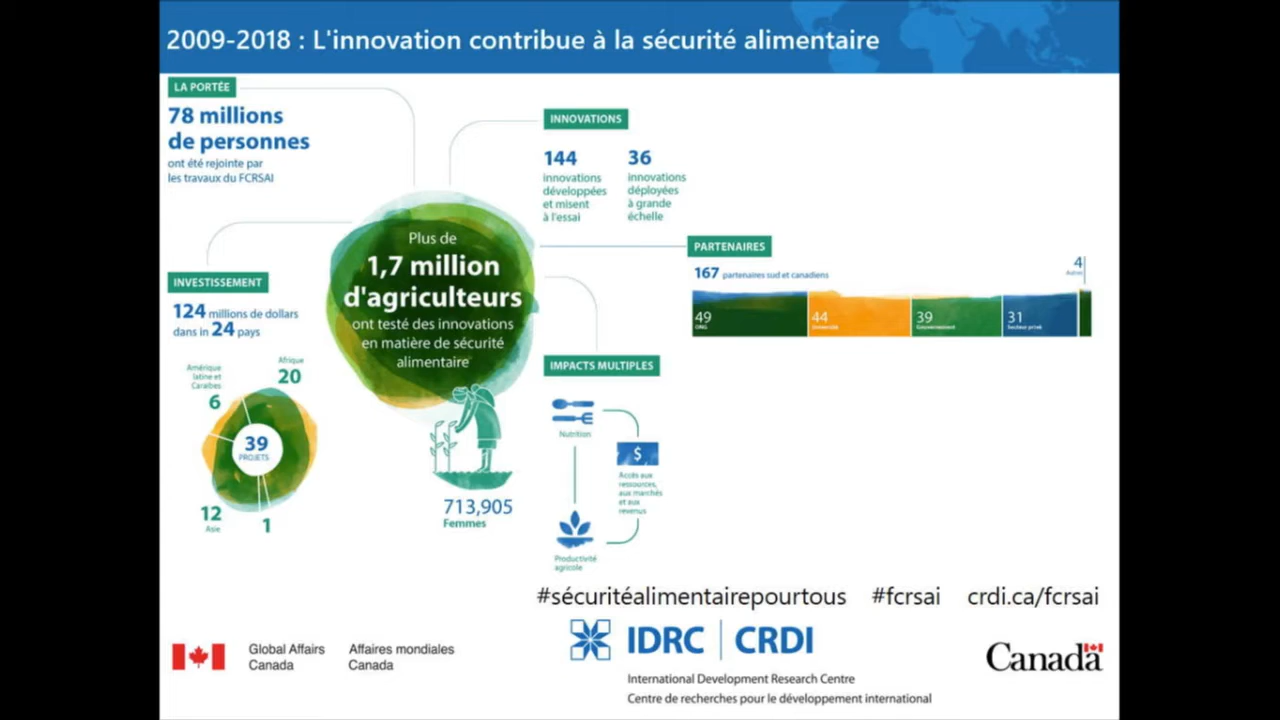 2009-2018 : L'innovation contribue à la sécurité alimentaire
LA PORTÉE
78 millions
de personnes
ont été rejointe par
les travaux du FCRSAI
INNOVATIONS
144
innovations
développées
et misent
à l'essai
36
innovations
déployées
à grande
échelle
Plus de
1,7 million
d'agriculteurs
ont testé des innovations
en matière de sécurité
alimentaire
713,905
Femmes
PARTENAIRES
167 partenaires sud et canadiens
4
Autres
49
ONG
44
Université
39
Gouvernement
31
Secteur privé
INVESTISSEMENT
124 millions de dollars
dans in 24 pays
Amérique
latine et
Caraïbes
6
Afrique
20
39
PROJETS
12
Asie
1
IMPACTS MULTIPLES
Nutrition
$
Accès aux
ressources,
aux marchés
et aux
revenus
Productivité
agricole
#sécuritéalimentairepourtous #fcrsai crdi.ca/fcrsai
Global Affairs
Canada
Affaires mondiales
Canada
IDRC | CRDI
International Development Research Centre
Centre de recherches pour le développement international
Canada